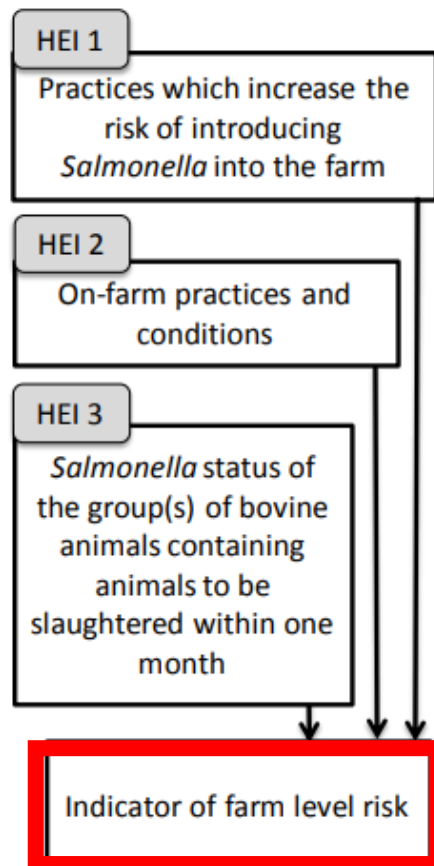 HEI 1
Practices which increase the
risk of introducing
Salmonella into the farm
HEI 2
On-farm practices and
conditions
HEI 3
Salmonella status of
the group(s) of bovine
animals containing
animals to be
slaughtered within one
month
Indicator of farm level risk